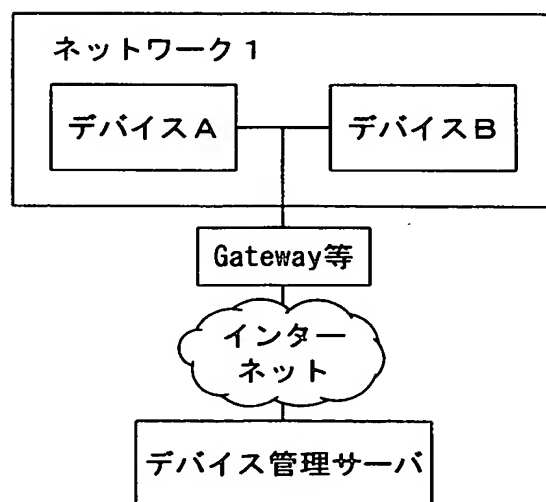 ネットワーク1
デバイスA
デバイスB
Gateway等
インター
ネット
デバイス管理サーバ